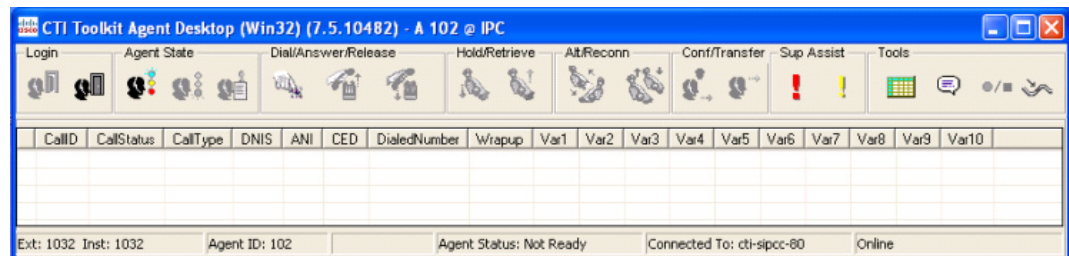 CTI Toolkit Agent Desktop (Win32) (7.5.10482) - A 102 @ IPC
Login Agent State Dial/Answer/Release Hold/Retrieve Alt/Reconn Conf/Transfer Sup Assist Tools
CallID CallStatus CallType DNIS ANI CED DialedNumber Wrapup Var1 Var2 Var3 Var4 Var5 Var6 Var7 Var8 Var9 Var10
Ext: 1032 Inst: 1032 Agent ID: 102 Agent Status: Not Ready Connected To: cti-sipcc-80 Online